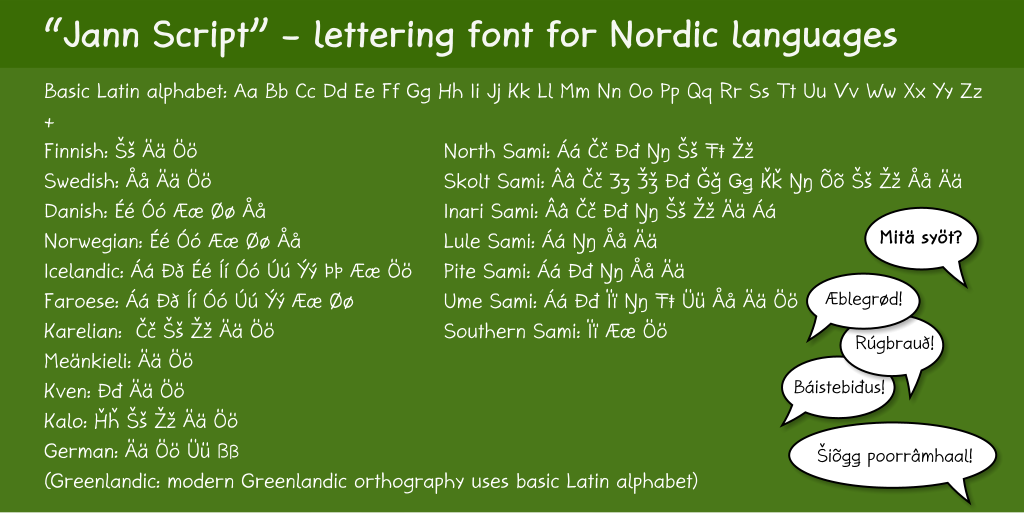 “Jann Script” – lettering font for Nordic languages
Basic Latin alphabet: Aa Bb Cc Dd Ee Ff Gg Hh Ii Jj Kk Ll Mm Nn Oo Pp Qq Rr Ss Tt Uu Vv Ww Xx Yy Zz
+
Finnish: Šš Ää Öö
Swedish: Åå Ää Öö
Danish: Éé Óó Ææ Øø Åå
Norwegian: Éé Óó Ææ Øø Åå
Icelandic: Áá Ðð Éé Íí Óó Úú Ýý Þþ Ææ Öö
Faroese: Áá Ðð Íí Óó Úú Ýý Ææ Øø
Karelian: Čč Šš Žž Ää Öö
Meänkieli: Ää Öö
Kven: Đđ Ää Öö
Kalo: Ȟȟ Šš Žž Ää Öö
German: Ää Öö Üü ẞß
(Greenlandic: modern Greenlandic orthography uses basic Latin alphabet)
North Sami: Áá Čč Đđ Ŋŋ Šš Ŧŧ Žž
Skolt Sami: Ââ Čč Ʒʒ Ǯǯ Đđ Ǧǧ Ǥǥ Ǩǩ Ŋŋ Õõ Šš Žž Åå Ää
Inari Sami: Ââ Čč Đđ Ŋŋ Šš Žž Ää Áá
Lule Sami: Áá Ŋŋ Åå Ää
Pite Sami: Áá Đđ Ŋŋ Åå Ää
Ume Sami: Áá Đđ Ïï Ŋŋ Ŧŧ Üü Åå Ää Öö
Southern Sami: Ïï Ææ Öö
Mitä syöt?
Æblegrød!
Rúgbrauð!
Báistebiđus!
Šiõgg poorrâmhaal!